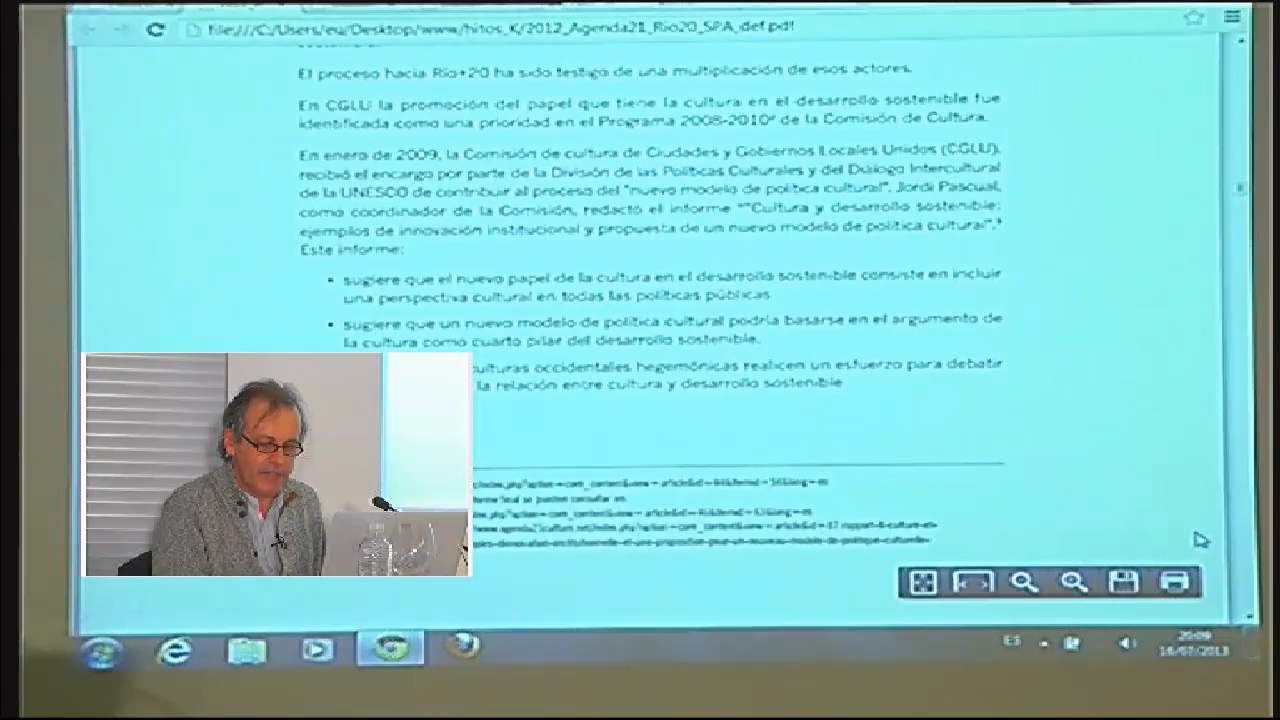 file:///C:/Users/eu/Desktop/www/hitos_K/2012_Agenda21_Rio20_SPA_def.pdf
El proceso hacia Río+20 ha sido testigo de una multiplicación de esos actores.
En CGLU la promoción del papel que tiene la cultura en el desarrollo sostenible fue
identificada como una prioridad en el Programa 2008-2010 de la Comisión de Cultura.
En enero de 2009, la Comisión de cultura de Ciudades y Gobiernos Locales Unidos (CGLU),
recibió el encargo por parte de la División de las Políticas Culturales y del Diálogo Intercultural
de la UNESCO de contribuir al proceso del "nuevo modelo de política cultural". Jordi Pascual,
como coordinador de la Comisión, redactó el informe ""Cultura y desarrollo sostenible:
ejemplos de innovación institucional y propuesta de un nuevo modelo de política cultural".
Este informe:
• sugiere que el nuevo papel de la cultura en el desarrollo sostenible consiste en incluir
una perspectiva cultural en todas las políticas públicas
• sugiere que un nuevo modelo de política cultural podría basarse en el argumento de
la cultura como cuarto pilar del desarrollo sostenible.
culturas occidentales hegemónicas realicen un esfuerzo para debatir
la relación entre cultura y desarrollo sostenible
ES
20:09
16/07/2013